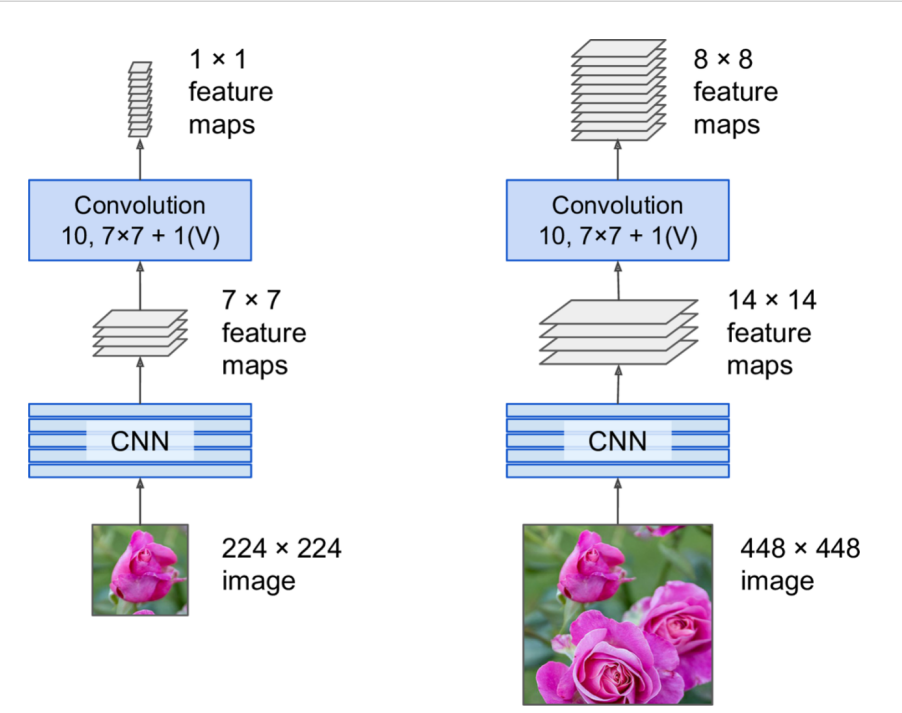 1 × 1
feature
maps
Convolution
10, 7×7 + 1(V)
7 × 7
feature
maps
CNN
224 × 224
image
8 × 8
feature
maps
Convolution
10, 7×7 + 1(V)
14 × 14
feature
maps
CNN
448 × 448
image